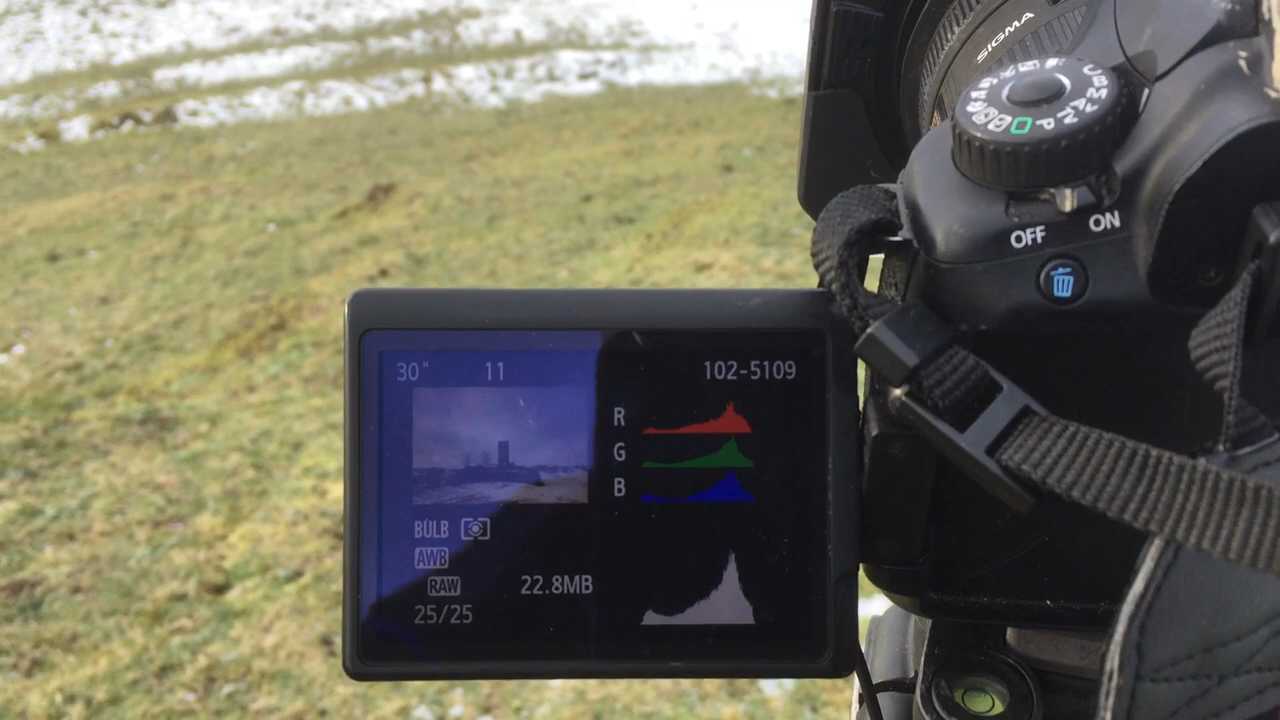 SIGMA
P
OFF ON
30" 11 102-5109
R
G
B
BULB
AWB
RAW 22.8MB
25/25